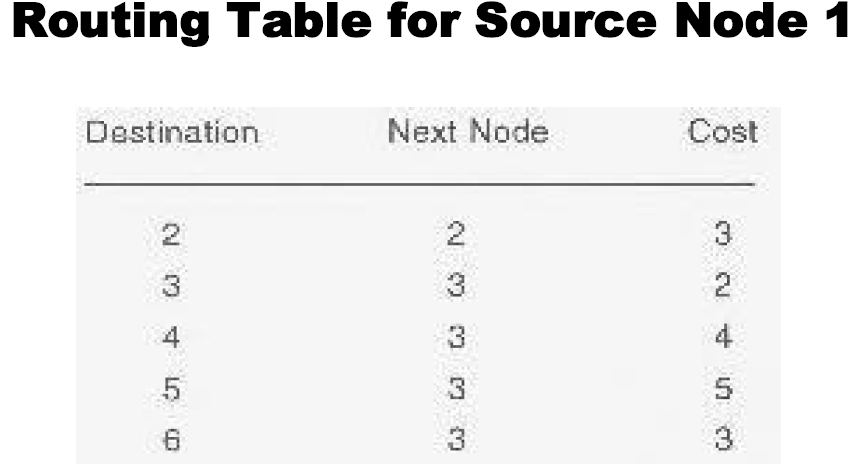 Routing Table for Source Node 1
Destination Next Node Cost
2 2 3
3 3 2
4 3 4
5 3 5
6 3 3